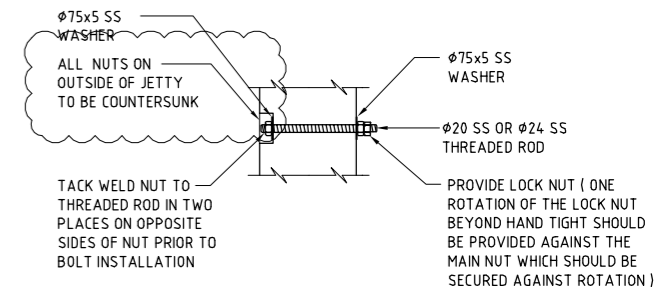 φ75x5 SS
WASHER
ALL NUTS ON
OUTSIDE OF JETTY
TO BE COUNTERSUNK
TACK WELD NUT TO
THREADED ROD IN TWO
PLACES ON OPPOSITE
SIDES OF NUT PRIOR TO
BOLT INSTALLATION
φ75x5 SS
WASHER
φ20 SS OR φ24 SS
THREADED ROD
PROVIDE LOCK NUT ( ONE
ROTATION OF THE LOCK NUT
BEYOND HAND TIGHT SHOULD
BE PROVIDED AGAINST THE
MAIN NUT WHICH SHOULD BE
SECURED AGAINST ROTATION )